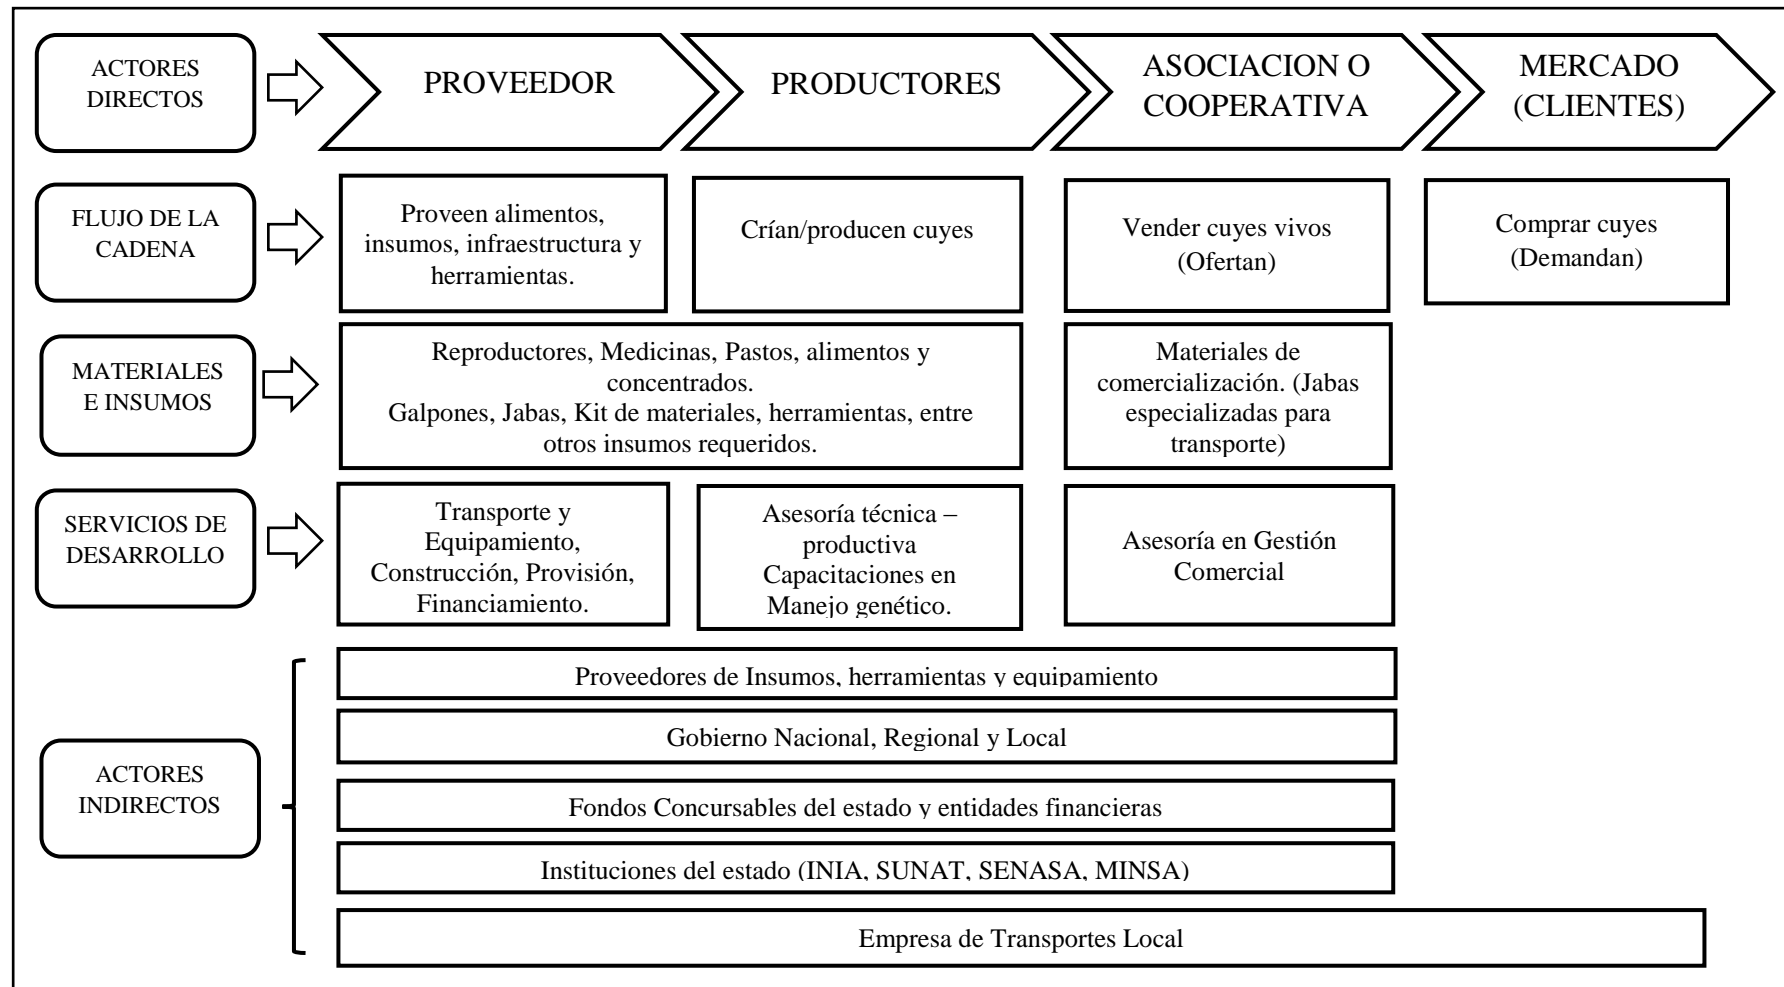 ACTORES
DIRECTOS
PROVEEDOR
PRODUCTORES
ASOCIACION O
COOPERATIVA
MERCADO
(CLIENTES)
FLUJO DE LA
CADENA
Proveen alimentos,
insumos, infraestructura y
herramientas.
Crían/producen cuyes
Vender cuyes vivos
(Ofertan)
Comprar cuyes
(Demandan)
MATERIALES
E INSUMOS
Reproductores, Medicinas, Pastos, alimentos y
concentrados.
Galpones, Jabas, Kit de materiales, herramientas, entre
otros insumos requeridos.
Materiales de
comercialización. (Jabas
especializadas para
transporte)
SERVICIOS DE
DESARROLLO
Transporte y
Equipamiento,
Construcción, Provisión,
Financiamiento.
Asesoría técnica –
productiva
Capacitaciones en
Manejo genético.
Asesoría en Gestión
Comercial
ACTORES
INDIRECTOS
Proveedores de Insumos, herramientas y equipamiento
Gobierno Nacional, Regional y Local
Fondos Concursables del estado y entidades financieras
Instituciones del estado (INIA, SUNAT, SENASA, MINSA)
Empresa de Transportes Local